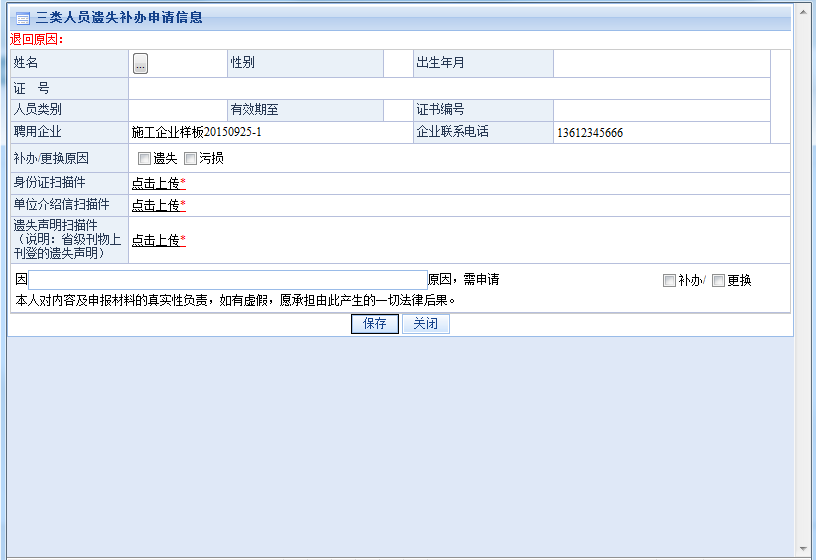 三类人员遗失补办申请信息
退回原因：
姓名 ... 性别 出生年月
证 号
人员类别 有效期至 证书编号
聘用企业 施工企业样板20150925-1 企业联系电话 13612345666
补办/更换原因 遗失 污损
身份证扫描件 点击上传*
单位介绍信扫描件 点击上传*
遗失声明扫描件
（说明：省级刊物上
刊登的遗失声明） 点击上传*
因 原因，需申请 补办/ 更换
本人对内容及申报材料的真实性负责，如有虚假，愿承担由此产生的一切法律后果。
保存 关闭